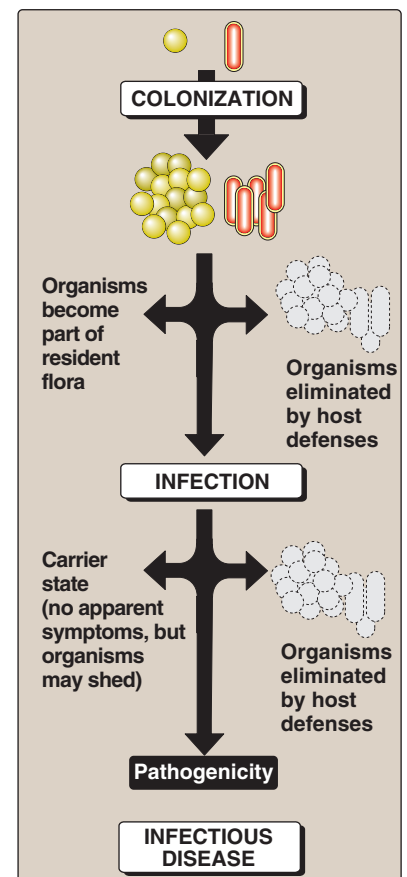 COLONIZATION
Organisms
become
part of
resident
flora
Organisms
eliminated
by host
defenses
INFECTION
Carrier
state
(no apparent
symptoms, but
organisms
may shed)
Organisms
eliminated
by host
defenses
Pathogenicity
INFECTIOUS
DISEASE